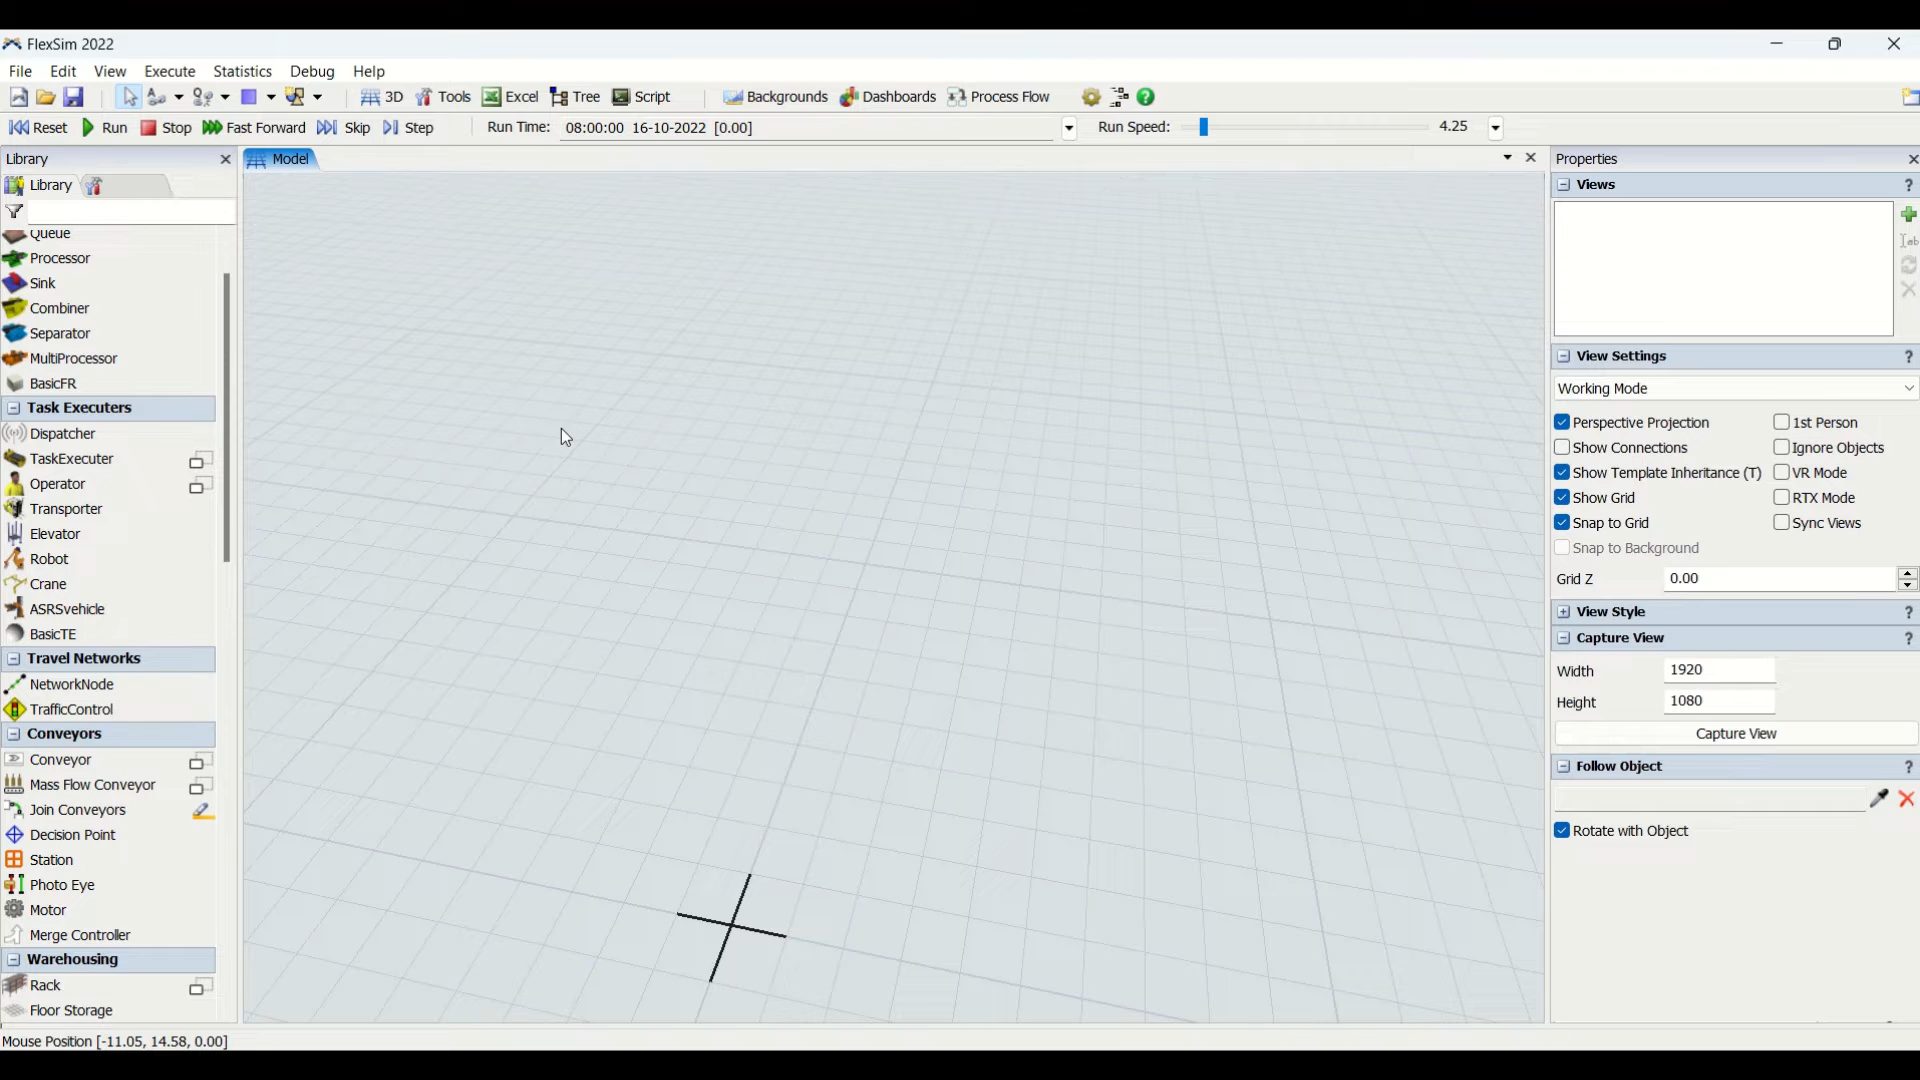 FlexSim 2022
File Edit View Execute Statistics Debug Help
3D Tools Excel Tree Script Backgrounds Dashboards Process Flow
Reset Run Stop Fast Forward Skip Step Run Time: 08:00:00 16-10-2022 [0.00] Run Speed: 4.25
Library
Library
Queue
Processor
Sink
Combiner
Separator
MultiProcessor
BasicFR
Task Executers
Dispatcher
TaskExecuter
Operator
Transporter
Elevator
Robot
Crane
ASRSvehicle
BasicTE
Travel Networks
NetworkNode
TrafficControl
Conveyors
Conveyor
Mass Flow Conveyor
Join Conveyors
Decision Point
Station
Photo Eye
Motor
Merge Controller
Warehousing
Rack
Floor Storage
Model
Properties
Views
View Settings
Working Mode
Perspective Projection 1st Person
Show Connections Ignore Objects
Show Template Inheritance (T) VR Mode
Show Grid RTX Mode
Snap to Grid Sync Views
Snap to Background
Grid Z 0.00
View Style
Capture View
Width 1920
Height 1080
Capture View
Follow Object
Rotate with Object
Mouse Position [-11.05, 14.58, 0.00]